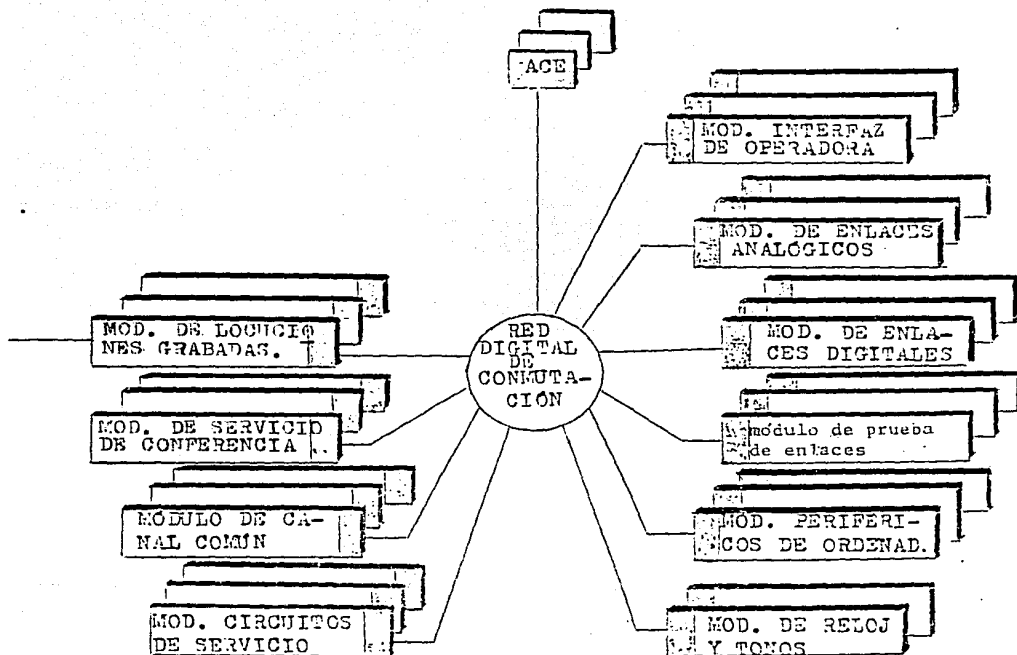 ACE
MOD. INTERFAZ
DE OPERADORA
MOD. DE ENLACES
ANALÓGICOS
MOD. DE ENLA-
CES DIGITALES
módulo de prueba
de enlaces
MOD. PERIFÉRI-
COS DE ORDENAD.
MOD. DE RELOJ
Y TONOS
RED
DIGITAL
DE
CONMUTA-
CIÓN
MOD. DE LOCUCIO
NES GRABADAS.
MOD. DE SERVICIO
DE CONFERENCIA
MÓDULO DE CA-
NAL COMÚN
MOD. CIRCUITOS
DE SERVICIO